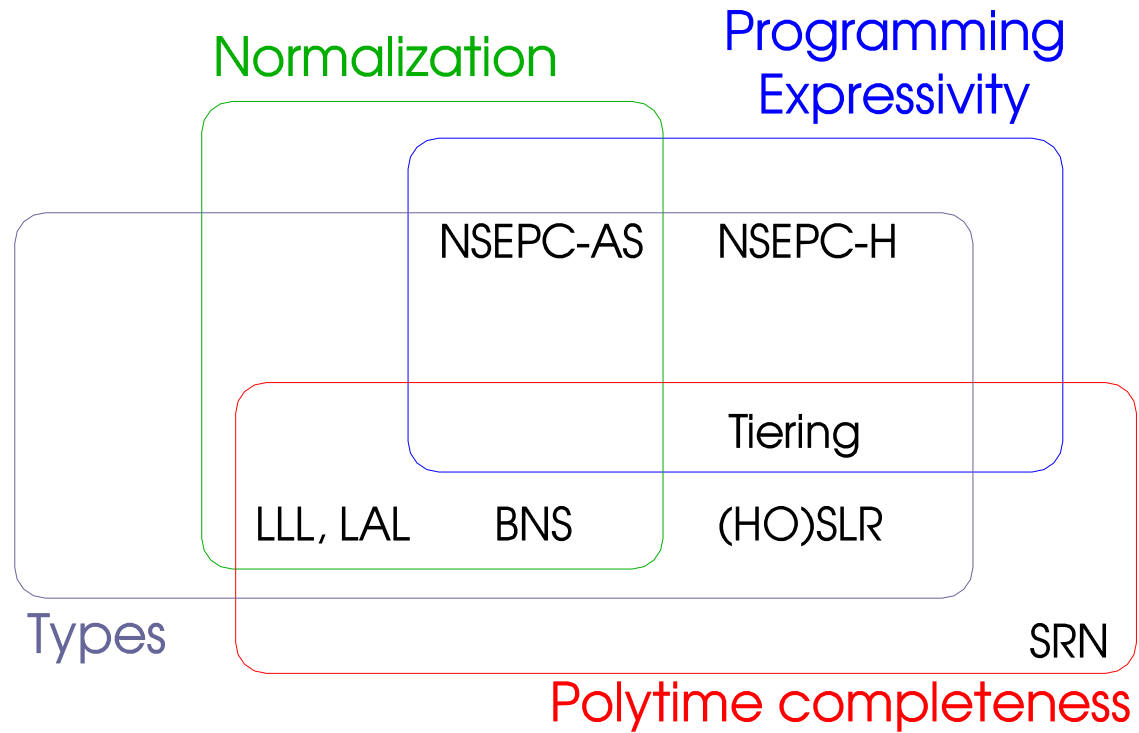 Normalization
Programming
Expressivity
NSEPC-AS
NSEPC-H
Tiering
LLL, LAL
BNS
(HO)SLR
Types
SRN
Polytime completeness